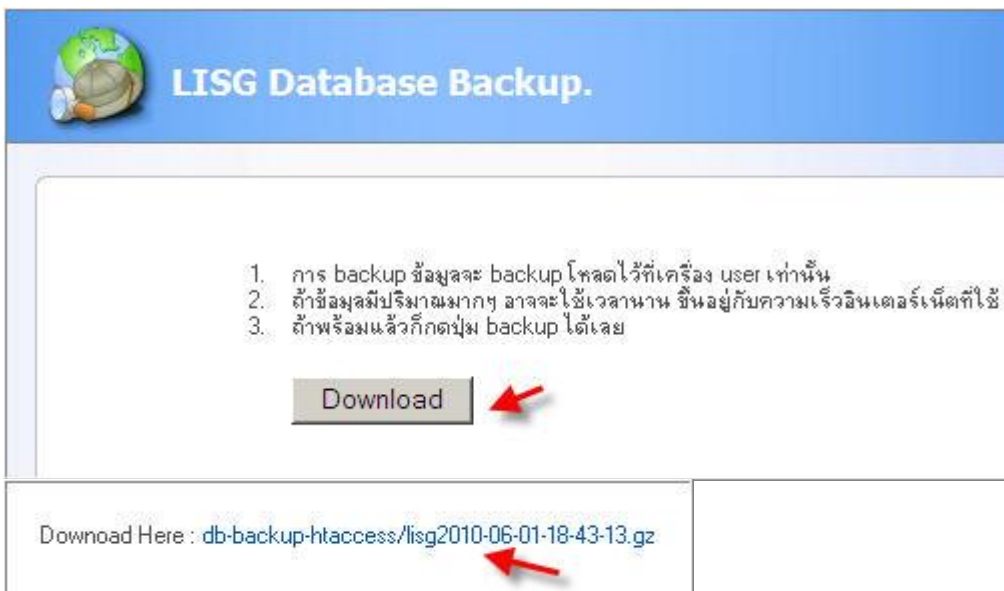 LISG Database Backup.
1. การ backup ข้อมูลจะ backup โหลดไว้ที่เครื่อง user เท่านั้น
2. ถ้าข้อมุลมีปริมาณมากๆ อาจจะใช้เวลานาน ขึ้นอยู่กับความเร็วอินเตอร์เน็ตที่ใช้
3. ถ้าพร้อมแล้วก็กดปุ่ม backup ได้เลย
Download
Downoad Here : db-backup-htaccess/lisg2010-06-01-18-43-13.gz